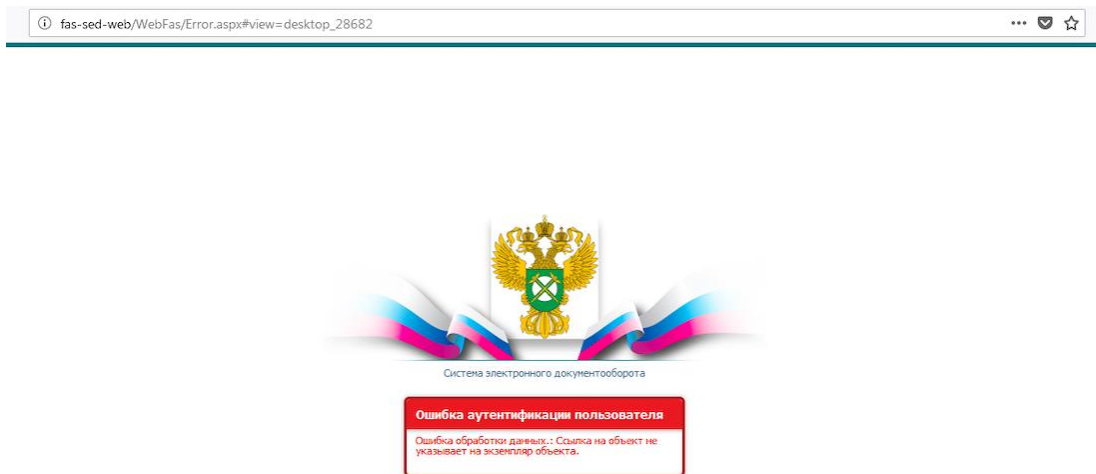 fas-sed-web/WebFas/Error.aspx#view=desktop_28682
Система электронного документооборота
Ошибка аутентификации пользователя
Ошибка обработки данных.: Ссылка на объект не
указывает на экземпляр объекта.